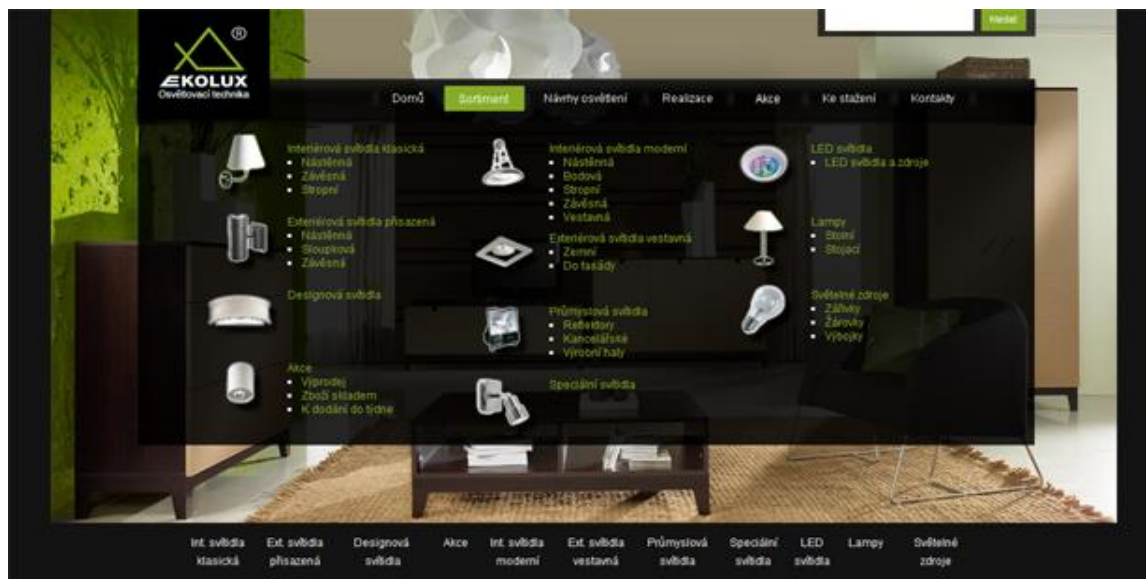 hledat
®
EKOLUX
Osvětlovací technika
Domů Sortiment Návrhy osvětlení Realizace Akce Ke stažení Kontakty
Interiérová svítidla klasická
Nástěnná
Závěsná
Stropní
Exteriérová svítidla přisazená
Nástěnná
Sloupková
Závěsná
Designová svítidla
Akce
Výprodej
Zboží skladem
K dodání do týdne
Interiérová svítidla moderní
Nástěnná
Bodová
Stropní
Závěsná
Vestavná
Exteriérová svítidla vestavná
Zemní
Do fasády
Průmyslová svítidla
Reflektory
Kancelářské
Výrobní haly
Speciální svítidla
LED svítidla
LED svítidla a zdroje
Lampy
Stolní
Stojací
Světelné zdroje
Zářivky
Žárovky
Výbojky
Int. svítidla klasická
Ext. svítidla přisazená
Designová svítidla
Akce
Int. svítidla moderní
Ext. svítidla vestavná
Průmyslová svítidla
Speciální svítidla
LED svítidla
Lampy
Světelné zdroje